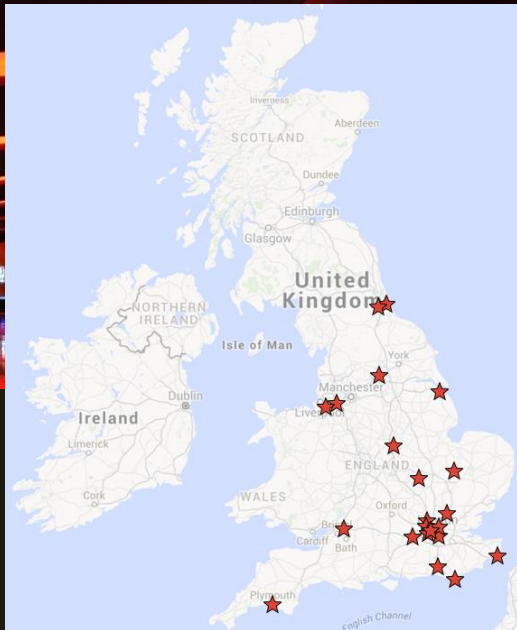 Inverness
Aberdeen
SCOTLAND
Dundee
Edinburgh
Glasgow
United
Kingdom
NORTHERN
IRELAND
Isle of Man
York
Dublin
Manchester
Liverpool
Ireland
Limerick
ENGLAND
Cork
WALES
Oxford
Cardiff
Bath
Plymouth
English Channel